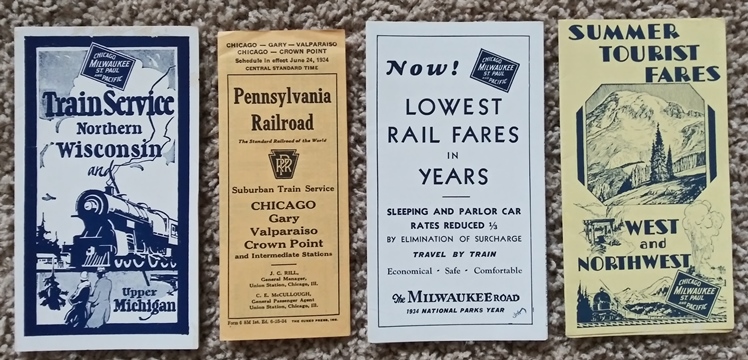 CHICAGO
MILWAUKEE
ST. PAUL
AND PACIFIC
Train Service
Northern
Wisconsin
and
Upper
Michigan
CHICAGO — GARY — VALPARAISO
CHICAGO — CROWN POINT
Schedule in effect June 24, 1934
CENTRAL STANDARD TIME
Pennsylvania
Railroad
The Standard Railroad of the World
PRR
Suburban Train Service
CHICAGO
Gary
Valparaiso
Crown Point
and Intermediate Stations
J. C. RILL,
General Manager,
Union Station, Chicago, Ill.
C. E. McCULLOUGH,
General Passenger Agent
Union Station, Chicago, Ill.
Now!
CHICAGO
MILWAUKEE
ST. PAUL
AND PACIFIC
LOWEST
RAIL FARES
IN
YEARS
SLEEPING AND PARLOR CAR
RATES REDUCED 1/3
BY ELIMINATION OF SURCHARGE
TRAVEL BY TRAIN
Economical · Safe · Comfortable
The MILWAUKEE ROAD
1934 NATIONAL PARKS YEAR
SUMMER
TOURIST
FARES
WEST
and
NORTHWEST
CHICAGO
MILWAUKEE
ST. PAUL
AND PACIFIC